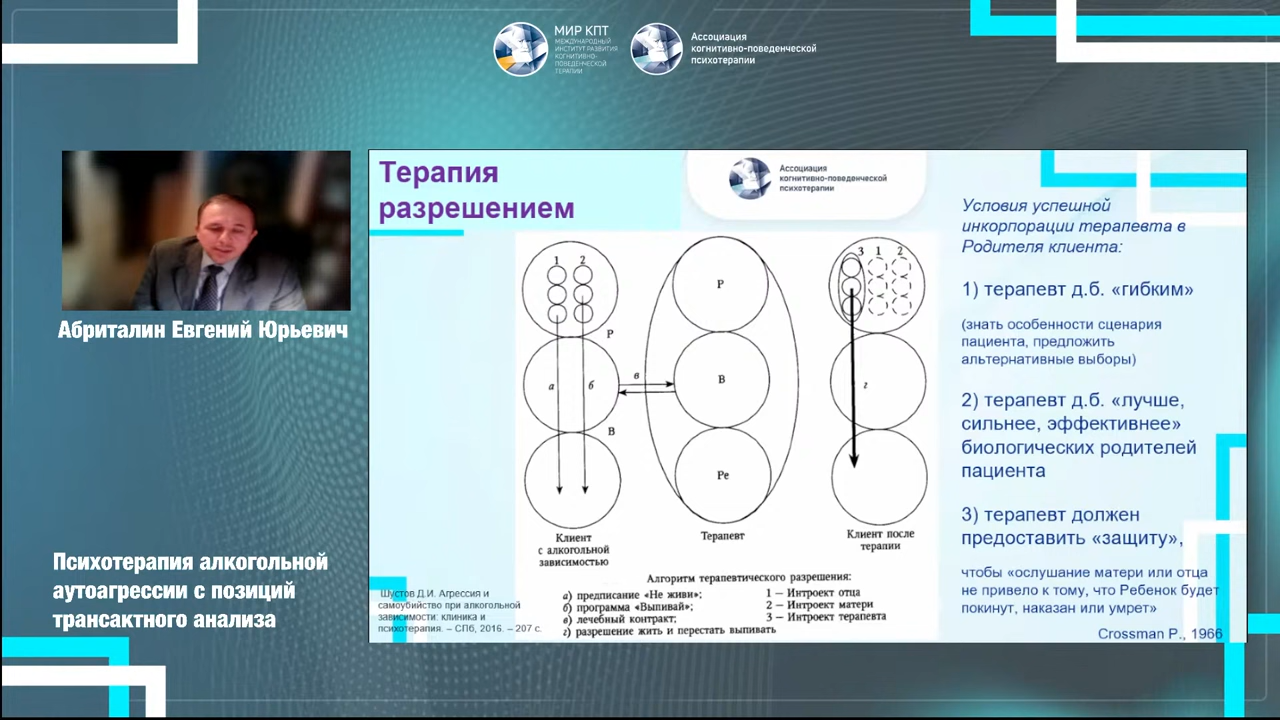 МИР КПТ
МЕЖДУНАРОДНЫЙ
ИНСТИТУТ РАЗВИТИЯ
КОГНИТИВНО-
ПОВЕДЕНЧЕСКОЙ
ТЕРАПИИ
Ассоциация
когнитивно-поведенческой
психотерапии
Абриталин Евгений Юрьевич
Психотерапия алкогольной
аутоагрессии с позиций
трансактного анализа
Терапия
разрешением
Ассоциация
когнитивно-поведенческой
психотерапии
1 2
Р
а б
в
В
Р
В
Ре
3 1 2
г
Клиент
с алкогольной
зависимостью
Терапевт
Клиент после
терапии
Алгоритм терапевтического разрешения:
а) предписание «Не живи»;
б) программа «Выпивай»;
в) лечебный контракт;
г) разрешение жить и перестать выпивать
1 — Интроект отца
2 — Интроект матери
3 — Интроект терапевта
Шустов Д.И. Агрессия и
самоубийство при алкогольной
зависимости: клиника и
психотерапия. – СПб, 2016. – 207 с.
Условия успешной
инкорпорации терапевта в
Родителя клиента:
1) терапевт д.б. «гибким»
(знать особенности сценария
пациента, предложить
альтернативные выборы)
2) терапевт д.б. «лучше,
сильнее, эффективнее»
биологических родителей
пациента
3) терапевт должен
предоставить «защиту»,
чтобы «ослушание матери или отца
не привело к тому, что Ребенок будет
покинут, наказан или умрет»
Crossman P., 1966